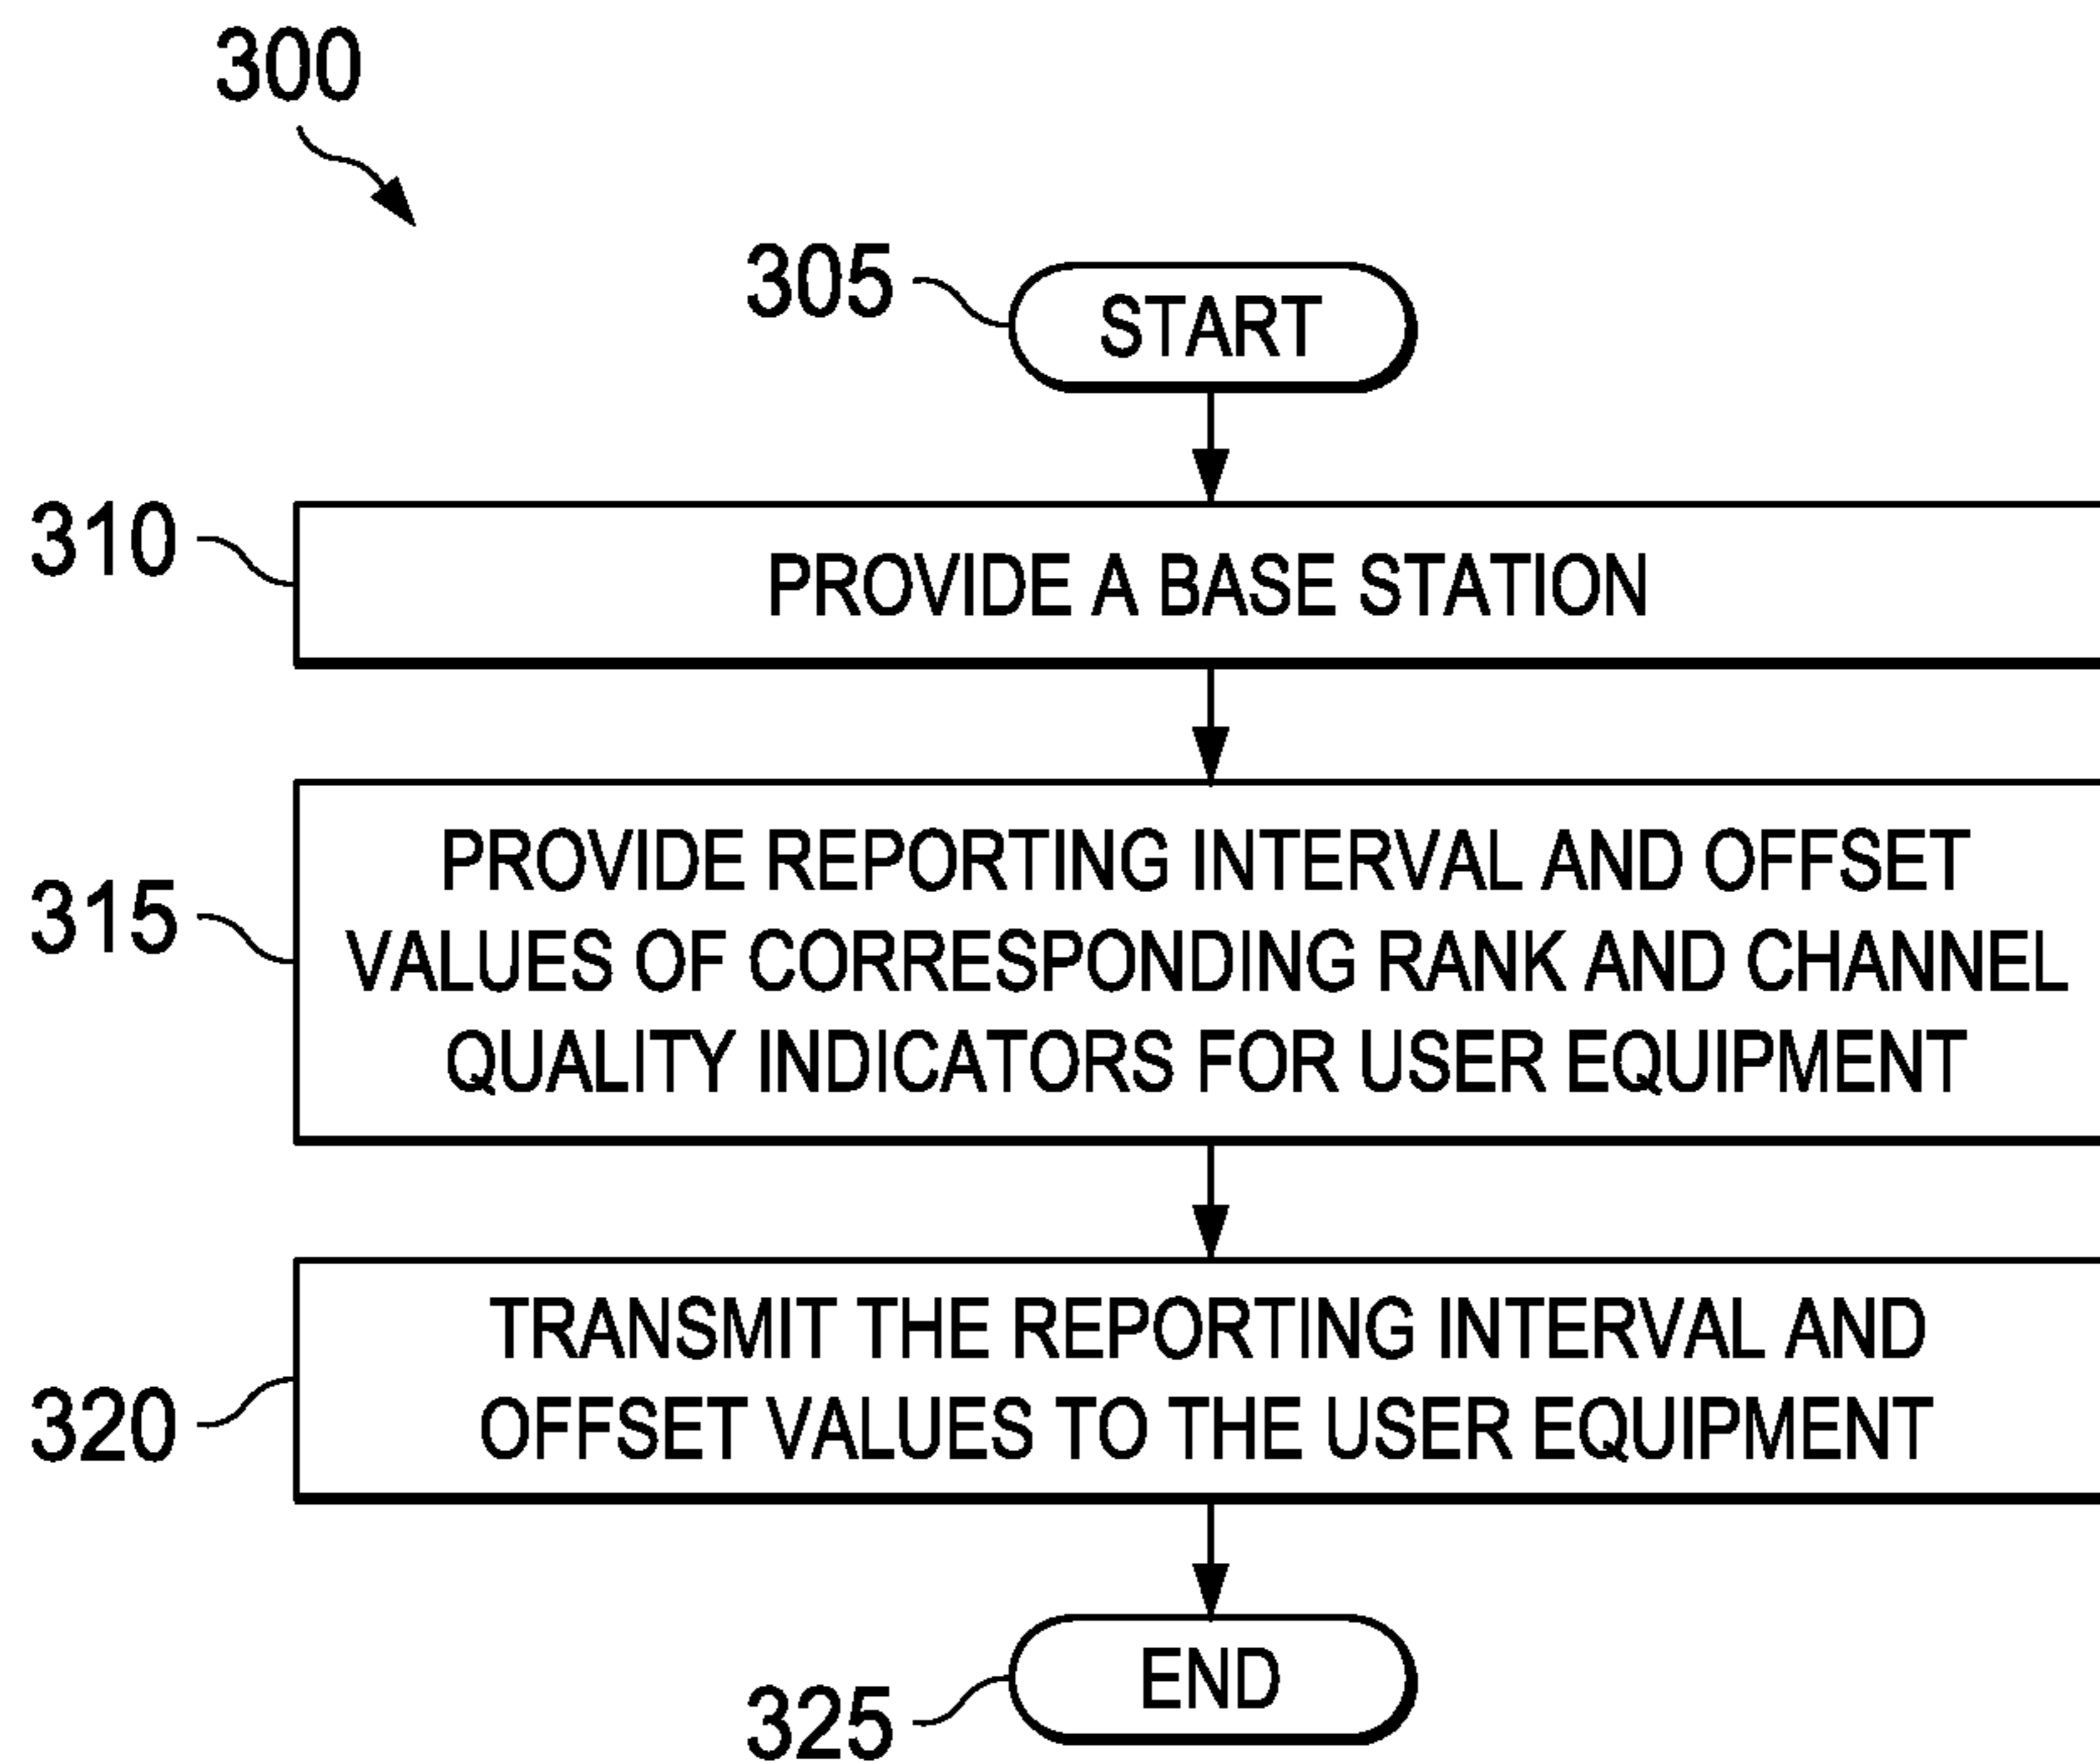 300
305
START
310
PROVIDE A BASE STATION
315
PROVIDE REPORTING INTERVAL AND OFFSET
VALUES OF CORRESPONDING RANK AND CHANNEL
QUALITY INDICATORS FOR USER EQUIPMENT
320
TRANSMIT THE REPORTING INTERVAL AND
OFFSET VALUES TO THE USER EQUIPMENT
325
END